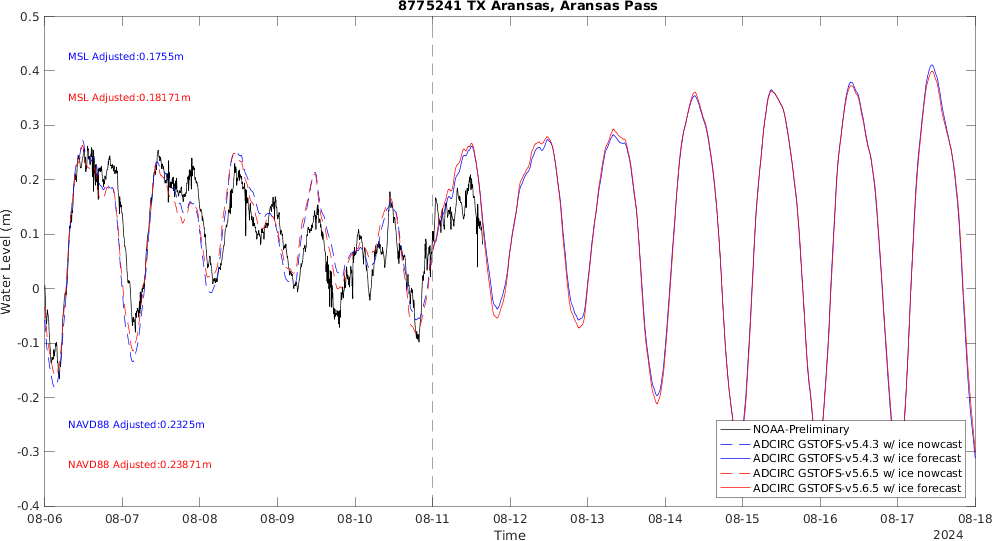 8775241 TX Aransas, Aransas Pass
0.5
0.4
0.3
0.2
0.1
0
-0.1
-0.2
-0.3
-0.4
Water Level (m)
MSL Adjusted:0.1755m
MSL Adjusted:0.18171m
NAVD88 Adjusted:0.2325m
NAVD88 Adjusted:0.23871m
NOAA-Preliminary
ADCIRC GSTOFS-v5.4.3 w/ ice nowcast
ADCIRC GSTOFS-v5.4.3 w/ ice forecast
ADCIRC GSTOFS-v5.6.5 w/ ice nowcast
ADCIRC GSTOFS-v5.6.5 w/ ice forecast
08-06 08-07 08-08 08-09 08-10 08-11 08-12 08-13 08-14 08-15 08-16 08-17 08-18
Time
2024